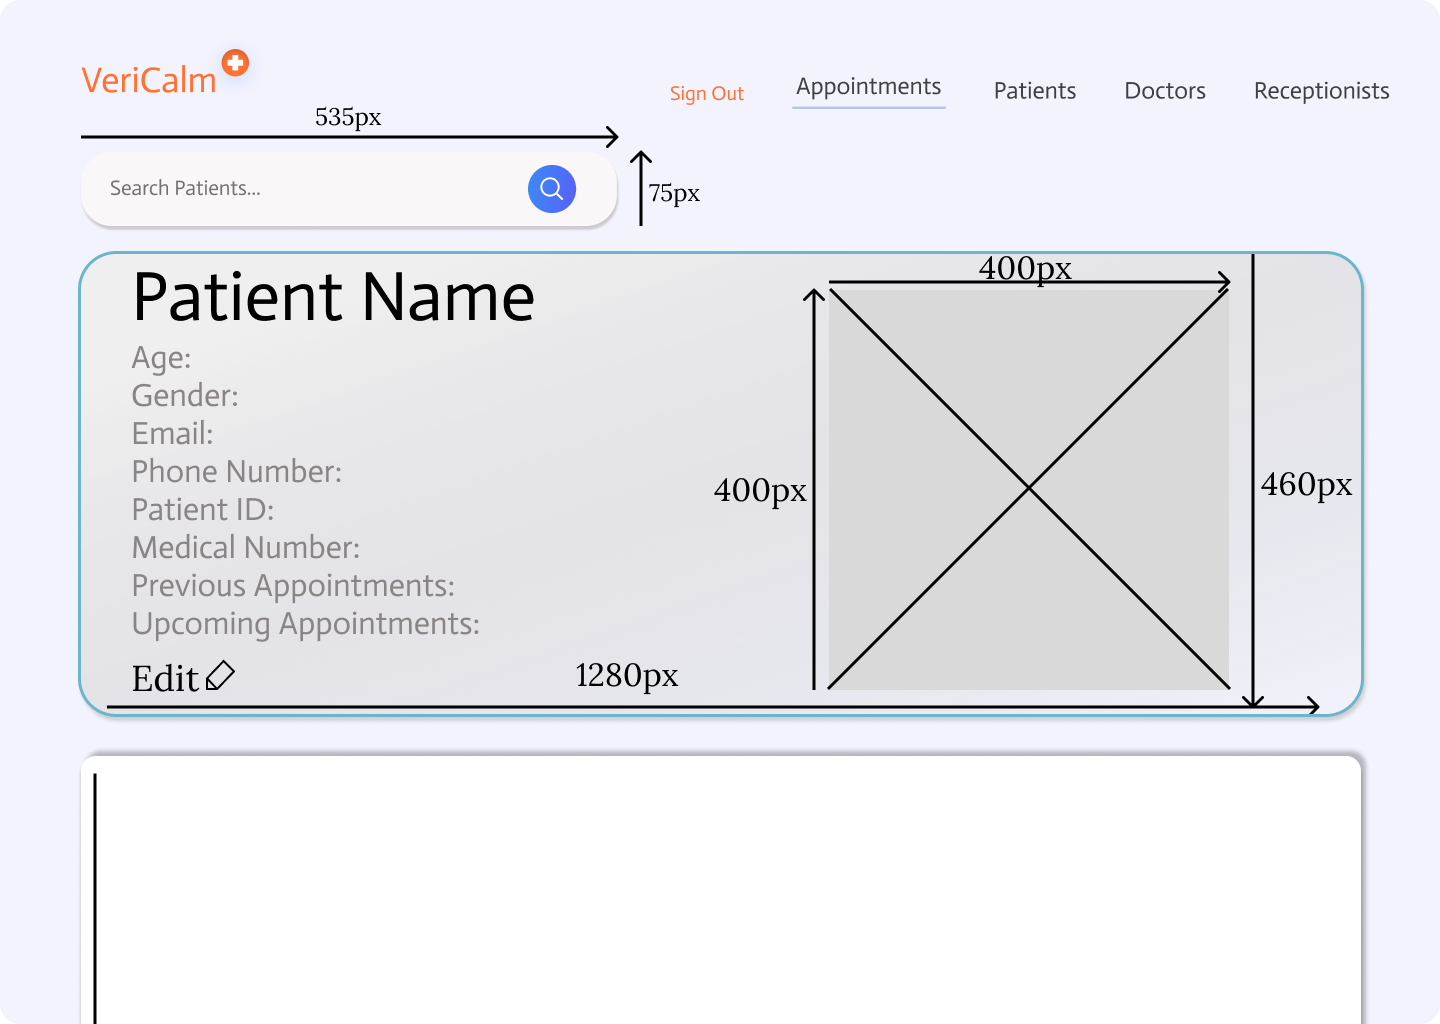 VeriCalm
Sign Out
Appointments
Patients
Doctors
Receptionists
535px
Search Patients...
75px
Patient Name
Age:
Gender:
Email:
Phone Number:
Patient ID:
Medical Number:
Previous Appointments:
Upcoming Appointments:
Edit
1280px
400px
400px
460px